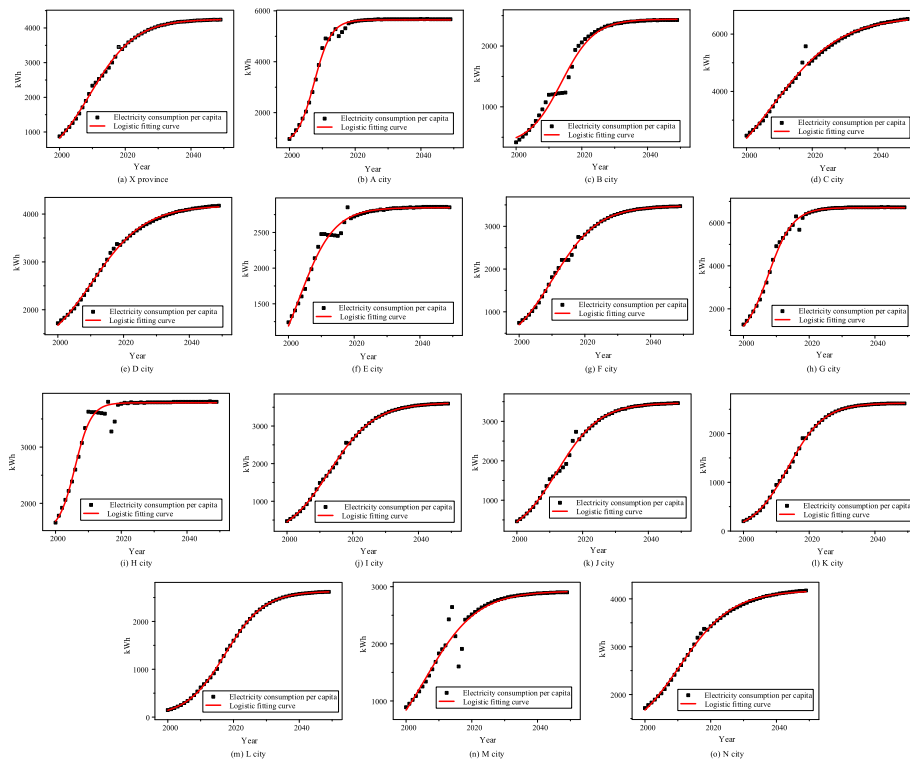 4000
3000
2000
1000
kWh
Electricity consumption per capita
Logistic fitting curve
2000
2020
2040
Year
(a) X province
6000
4000
2000
kWh
Electricity consumption per capita
Logistic fitting curve
2000
2020
2040
Year
(b) A city
2000
1000
kWh
Electricity consumption per capita
Logistic fitting curve
2000
2020
2040
Year
(c) B city
6000
4000
kWh
Electricity consumption per capita
Logistic fitting curve
2000
2020
2040
Year
(d) C city
4000
3000
2000
kWh
Electricity consumption per capita
Logistic fitting curve
2000
2020
2040
Year
(e) D city
2500
2000
1500
kWh
Electricity consumption per capita
Logistic fitting curve
2000
2020
2040
Year
(f) E city
3000
2000
1000
kWh
Electricity consumption per capita
Logistic fitting curve
2000
2020
2040
Year
(g) F city
6000
4000
2000
kWh
Electricity consumption per capita
Logistic fitting curve
2000
2020
2040
Year
(h) G city
3000
2000
kWh
Electricity consumption per capita
Logistic fitting curve
2000
2020
2040
Year
(i) H city
3000
2000
1000
kWh
Electricity consumption per capita
Logistic fitting curve
2000
2020
2040
Year
(j) I city
3000
2000
1000
kWh
Electricity consumption per capita
Logistic fitting curve
2000
2020
2040
Year
(k) J city
2000
1000
0
kWh
Electricity consumption per capita
Logistic fitting curve
2000
2020
2040
Year
(l) K city
2000
0
kWh
Electricity consumption per capita
Logistic fitting curve
2000
2020
2040
Year
(m) L city
3000
2000
1000
kWh
Electricity consumption per capita
Logistic fitting curve
2000
2020
2040
Year
(n) M city
4000
3000
2000
kWh
Electricity consumption per capita
Logistic fitting curve
2000
2020
2040
Year
(o) N city